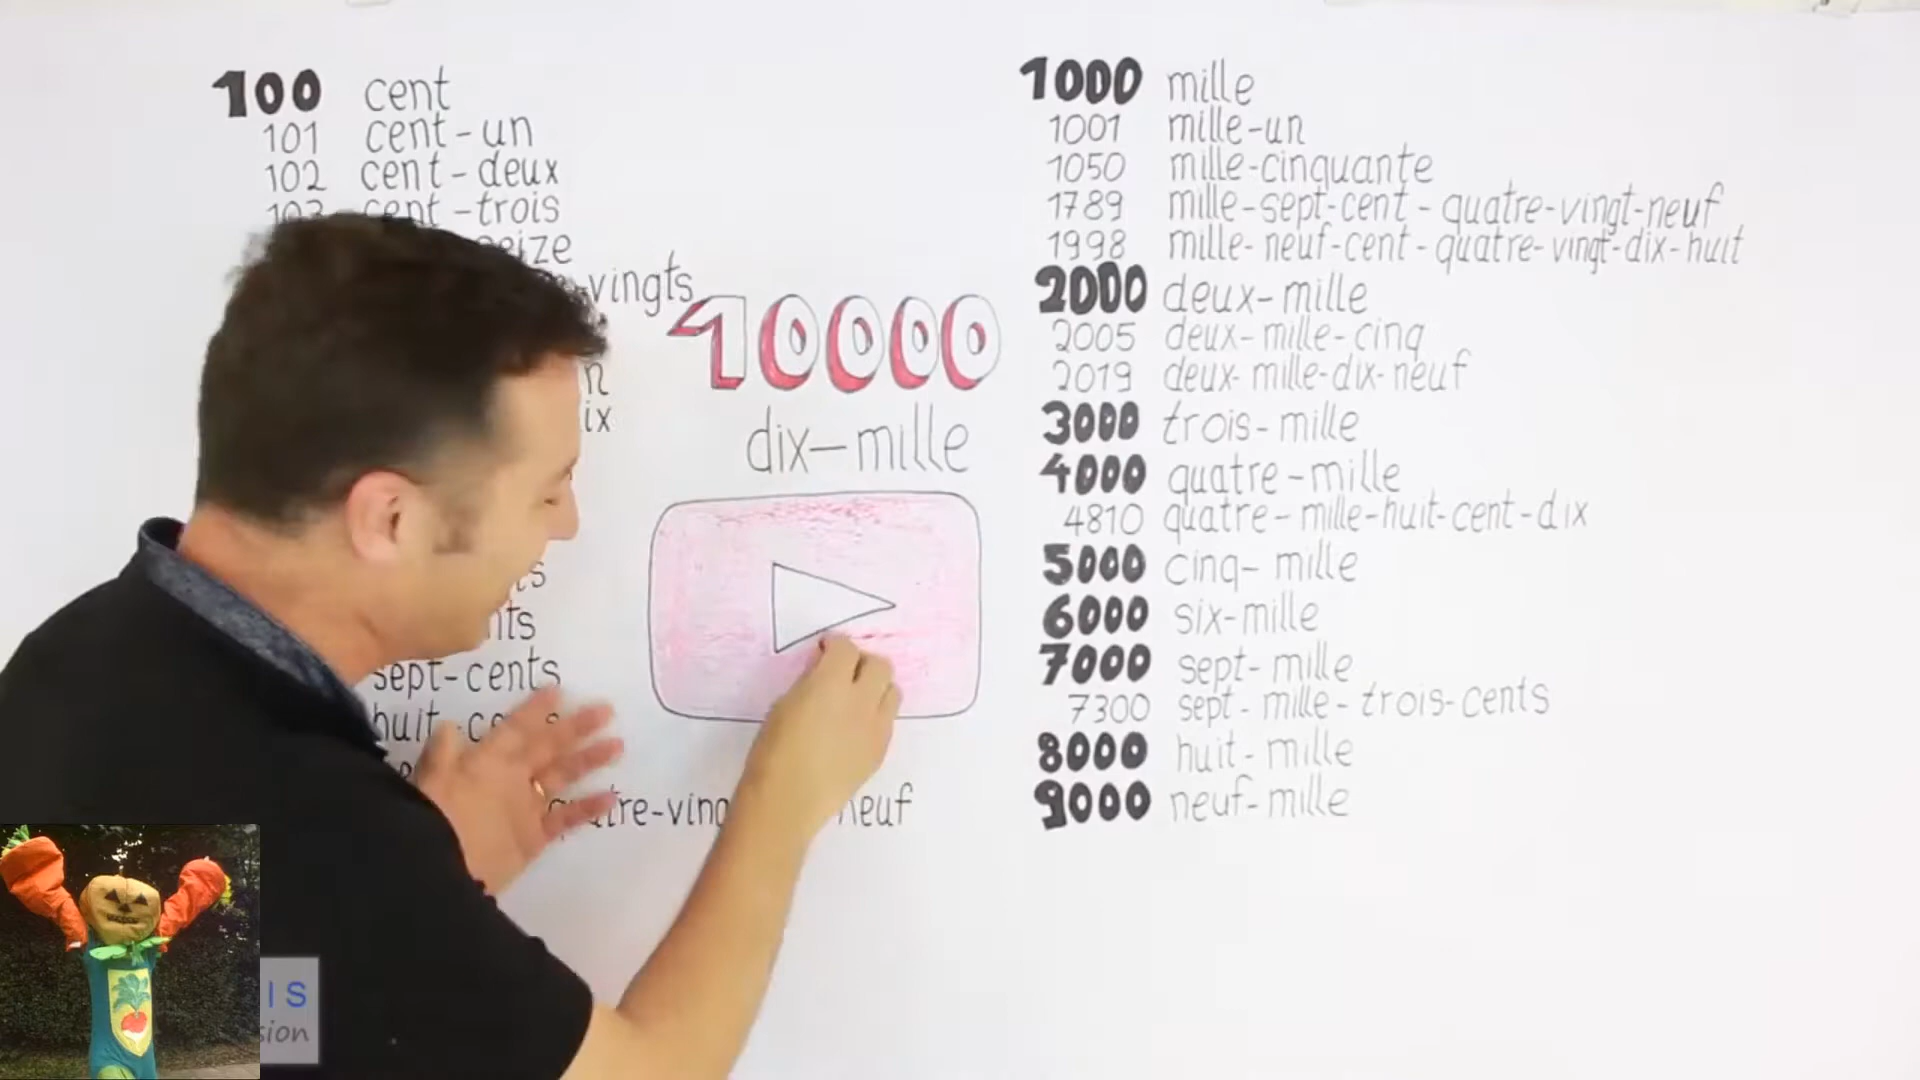 100 cent
101 cent-un
102 cent-deux
103 cent-trois
-vingts
sept-cents
10000
dix-mille
1000 mille
1001 mille-un
1050 mille-cinquante
1789 mille-sept-cent-quatre-vingt-neuf
1998 mille-neuf-cent-quatre-vingt-dix-huit
2000 deux-mille
2005 deux-mille-cinq
2019 deux-mille-dix-neuf
3000 trois-mille
4000 quatre-mille
4810 quatre-mille-huit-cent-dix
5000 cinq-mille
6000 six-mille
7000 sept-mille
7300 sept-mille-trois-cents
8000 huit-mille
9000 neuf-mille